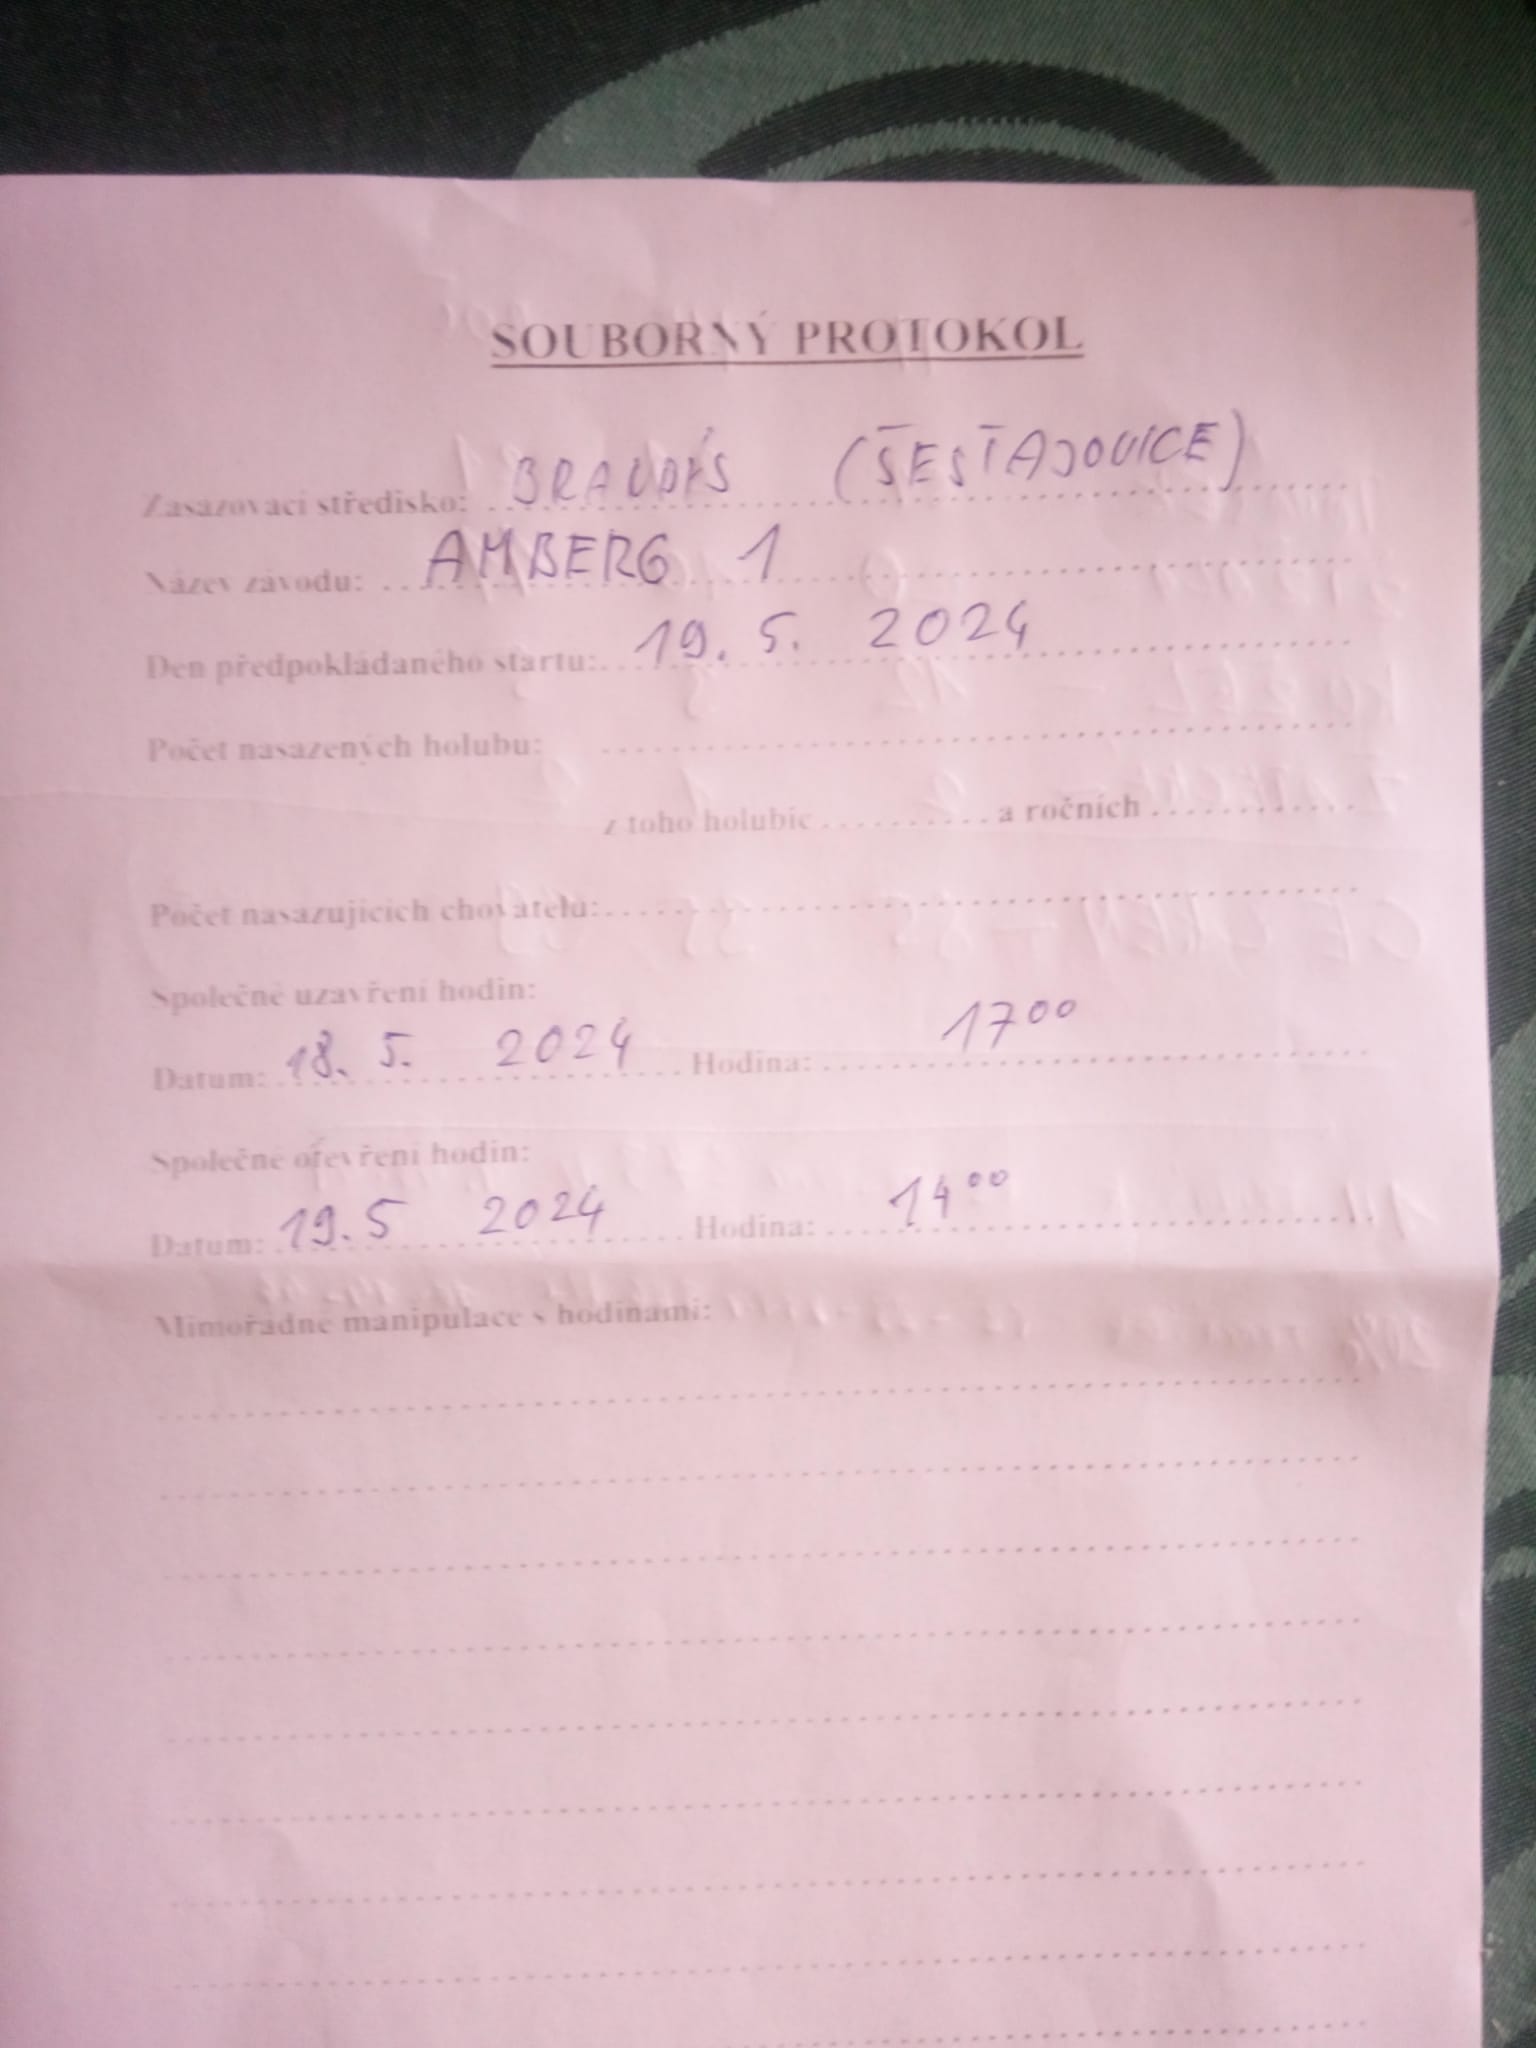 SOUBORNÝ PROTOKOL
Zasazovací středisko: BRAUDÝS (ŠESTAJOVICE)
Název závodu: AMBERG 1
Den předpokládaného startu: 19. 5. 2024
Počet nasazených holubu:
z toho holubic .......... a ročních ............
Počet nasazujících chovatelů:
Společné uzavření hodin:
Datum: 18. 5. 2024 Hodina: 17⁰⁰
Společné otevření hodin:
Datum: 19. 5 2024 Hodina: 14⁰⁰
Mimořádné manipulace s hodinami: